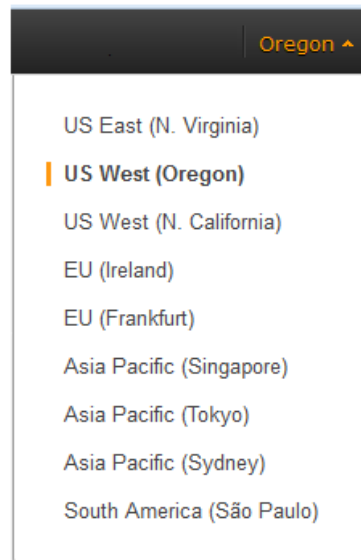 Oregon
US East (N. Virginia)
US West (Oregon)
US West (N. California)
EU (Ireland)
EU (Frankfurt)
Asia Pacific (Singapore)
Asia Pacific (Tokyo)
Asia Pacific (Sydney)
South America (São Paulo)